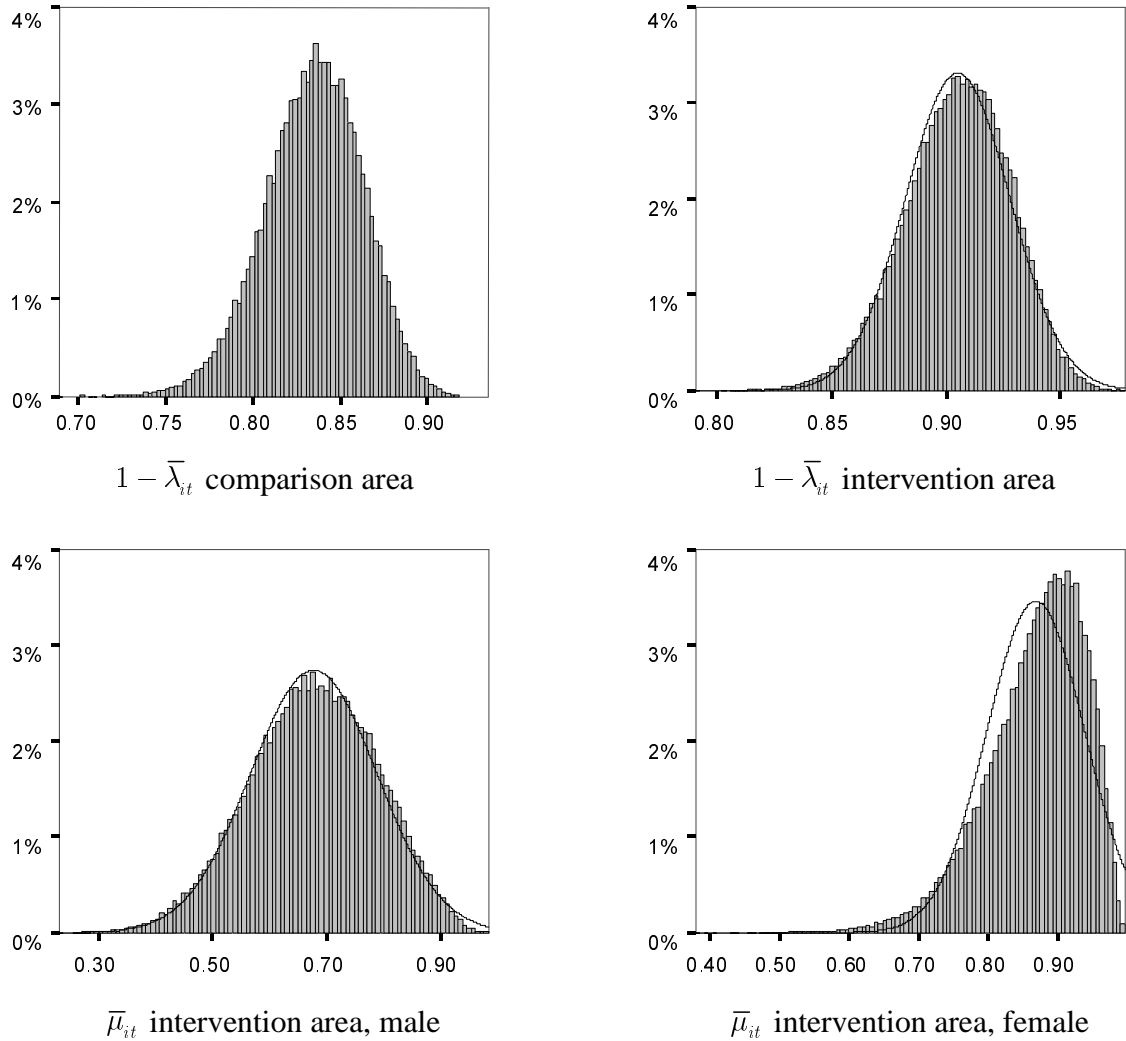 4%
3%
2%
1%
0%
0.70 0.75 0.80 0.85 0.90
1 − λ̄ᵢₜ comparison area
4%
3%
2%
1%
0%
0.80 0.85 0.90 0.95
1 − λ̄ᵢₜ intervention area
4%
3%
2%
1%
0%
0.30 0.50 0.70 0.90
μ̄ᵢₜ intervention area, male
4%
3%
2%
1%
0%
0.40 0.50 0.60 0.70 0.80 0.90
μ̄ᵢₜ intervention area, female